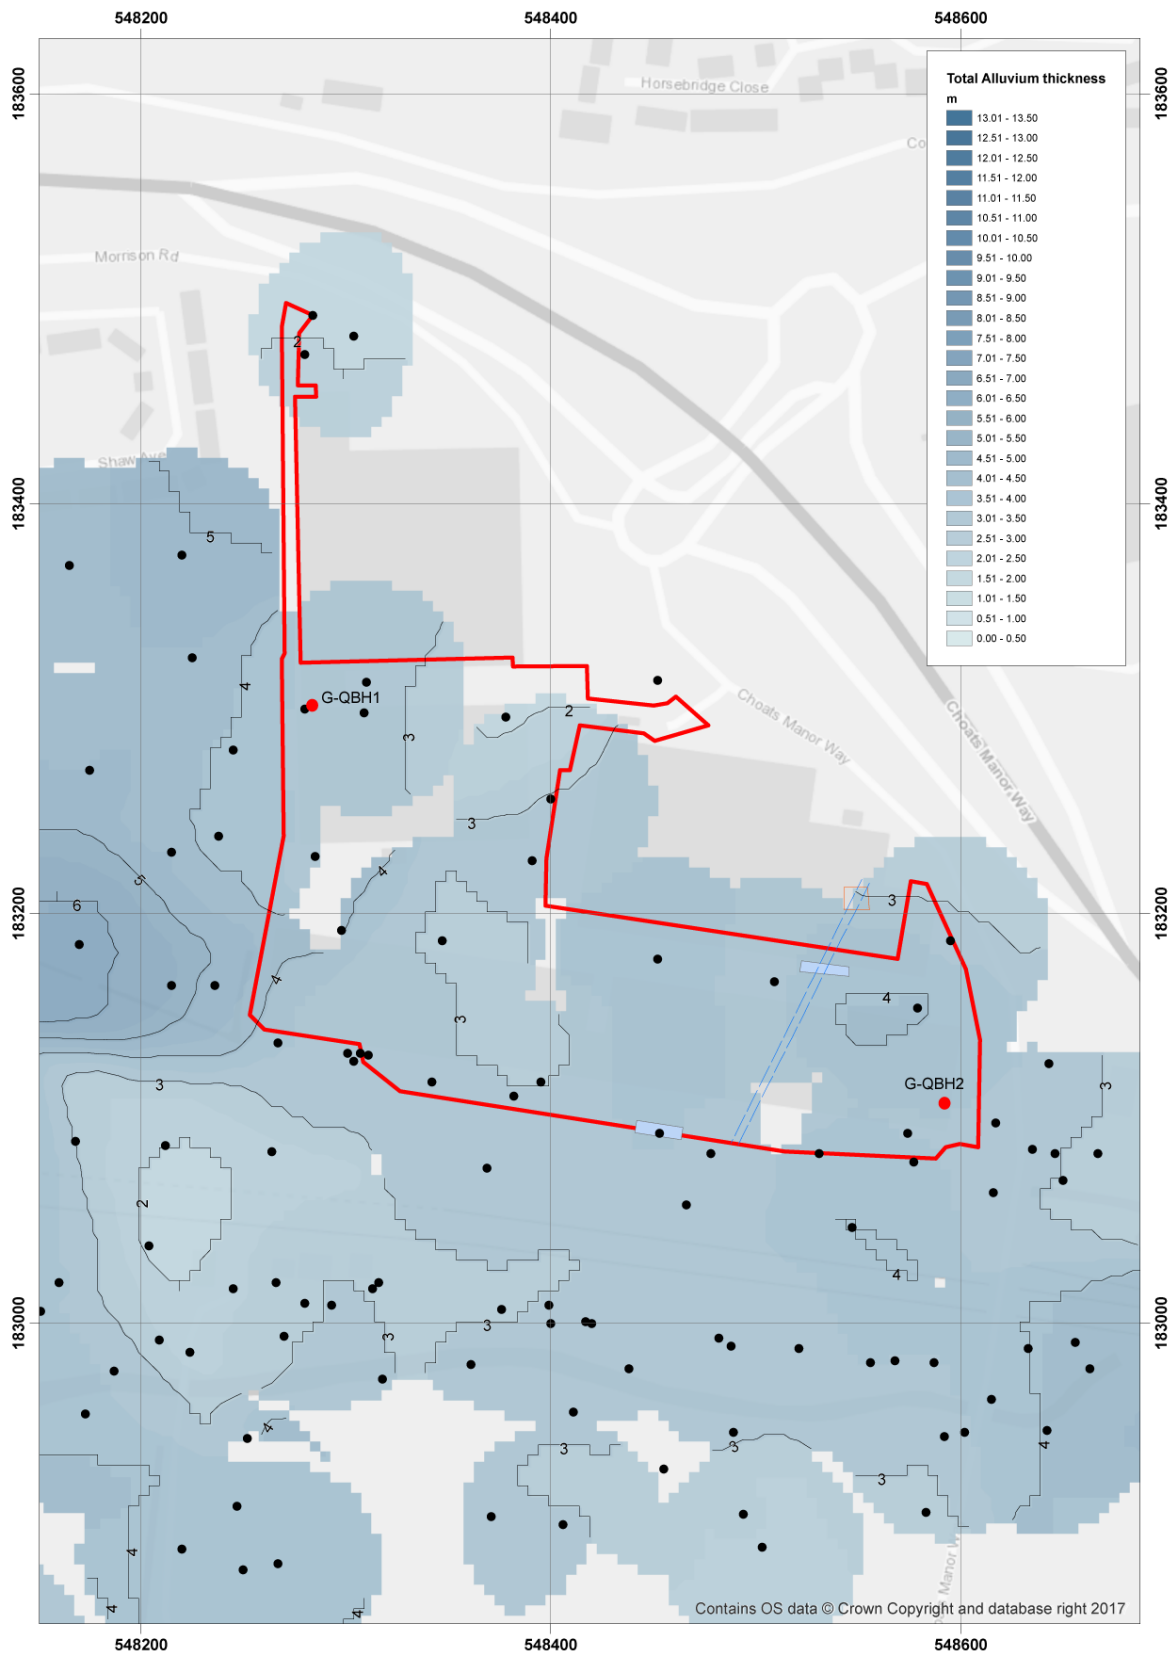 548200
548400
548600
183600
183600
Horsebridge Close
Co
Total Alluvium thickness
m
13.01 - 13.50
12.51 - 13.00
12.01 - 12.50
11.51 - 12.00
11.01 - 11.50
10.51 - 11.00
10.01 - 10.50
9.51 - 10.00
9.01 - 9.50
8.51 - 9.00
8.01 - 8.50
7.51 - 8.00
7.01 - 7.50
6.51 - 7.00
6.01 - 6.50
5.51 - 6.00
5.01 - 5.50
4.51 - 5.00
4.01 - 4.50
3.51 - 4.00
3.01 - 3.50
2.51 - 3.00
2.01 - 2.50
1.51 - 2.00
1.01 - 1.50
0.51 - 1.00
0.00 - 0.50
Morrison Rd
2
Shaw Ave
183400
183400
5
4
G-QBH1
2
3
Choats Manor Way
Choats Manor Way
3
4
5
6
3
183200
183200
4
4
3
G-QBH2
3
3
2
4
183000
183000
3
3
4
3
3
4
3
4
4
4
Manor W
Contains OS data © Crown Copyright and database right 2017
548200
548400
548600